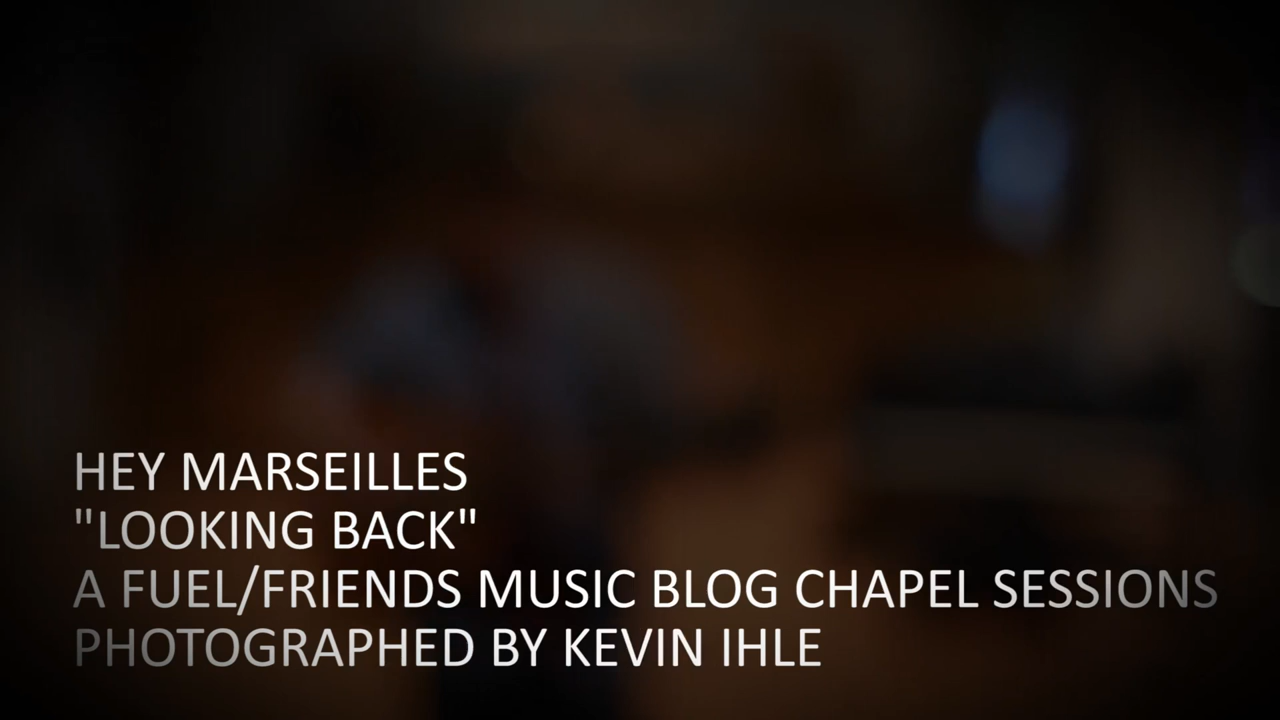 HEY MARSEILLES
"LOOKING BACK"
A FUEL/FRIENDS MUSIC BLOG CHAPEL SESSIONS
PHOTOGRAPHED BY KEVIN IHLE